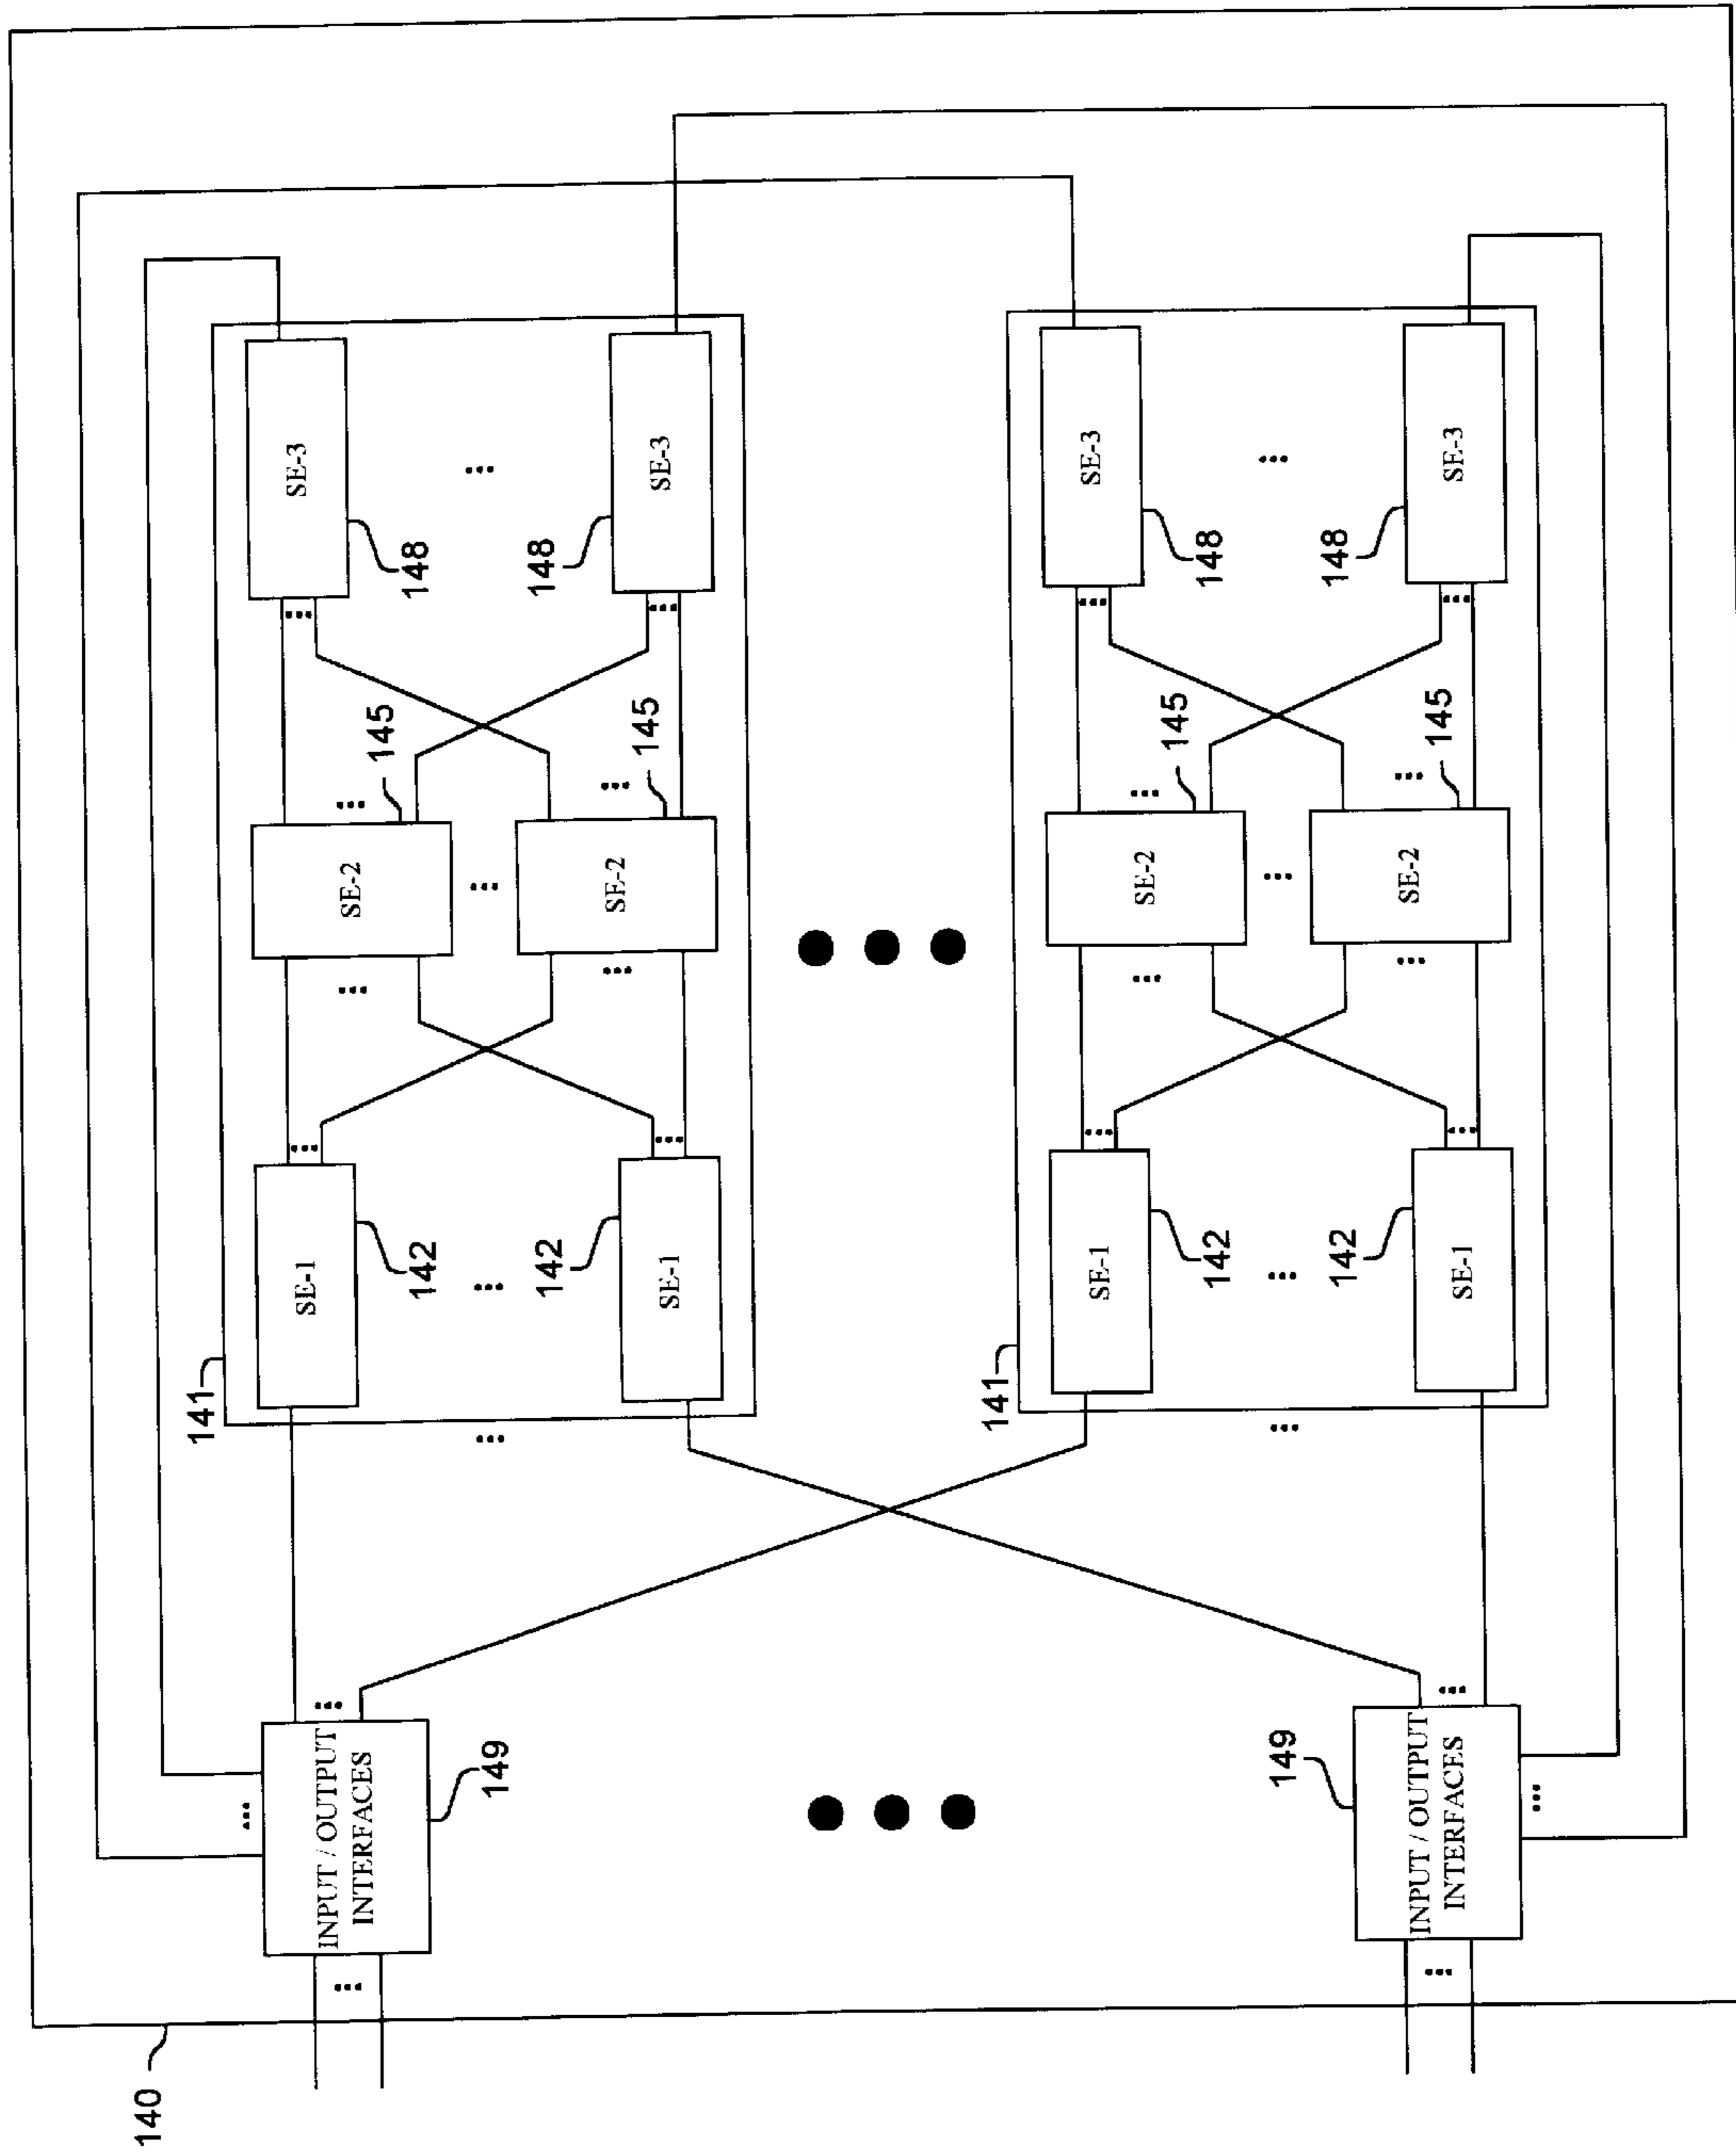 140
141
SE-1
SE-3
INPUT / OUTPUT
INTERFACES
SE-2
145
142
148
149
142
148
SE-2
145
SE-1
SE-3
141
SE-1
SE-3
SE-2
145
142
148
149
142
148
INPUT / OUTPUT
INTERFACES
SE-2
145
SE-1
SE-3